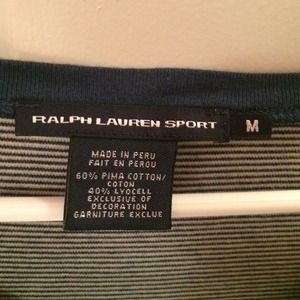 RALPH LAUREN SPORT M
MADE IN PERU
FAIT EN PEROU
60% PIMA COTTON/
COTON
40% LYOCELL
EXCLUSIVE OF
DECORATION
GARNITURE EXCLUE